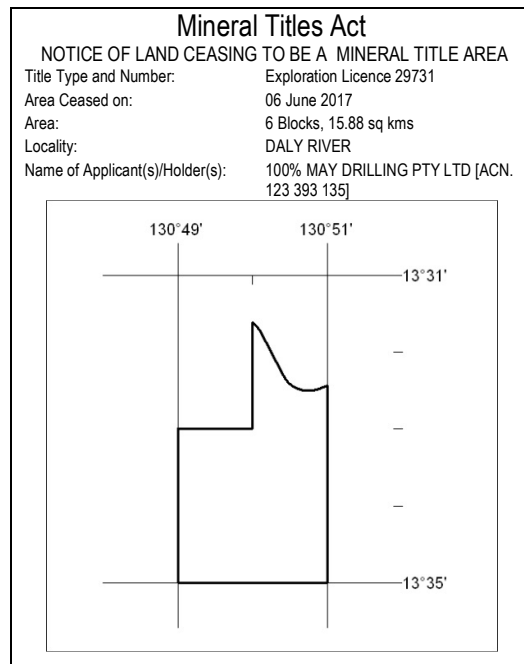 Mineral Titles Act
NOTICE OF LAND CEASING TO BE A MINERAL TITLE AREA
Title Type and Number: Exploration Licence 29731
Area Ceased on: 06 June 2017
Area: 6 Blocks, 15.88 sq kms
Locality: DALY RIVER
Name of Applicant(s)/Holder(s): 100% MAY DRILLING PTY LTD [ACN.
123 393 135]
130°49' 130°51'
13°31'
13°35'